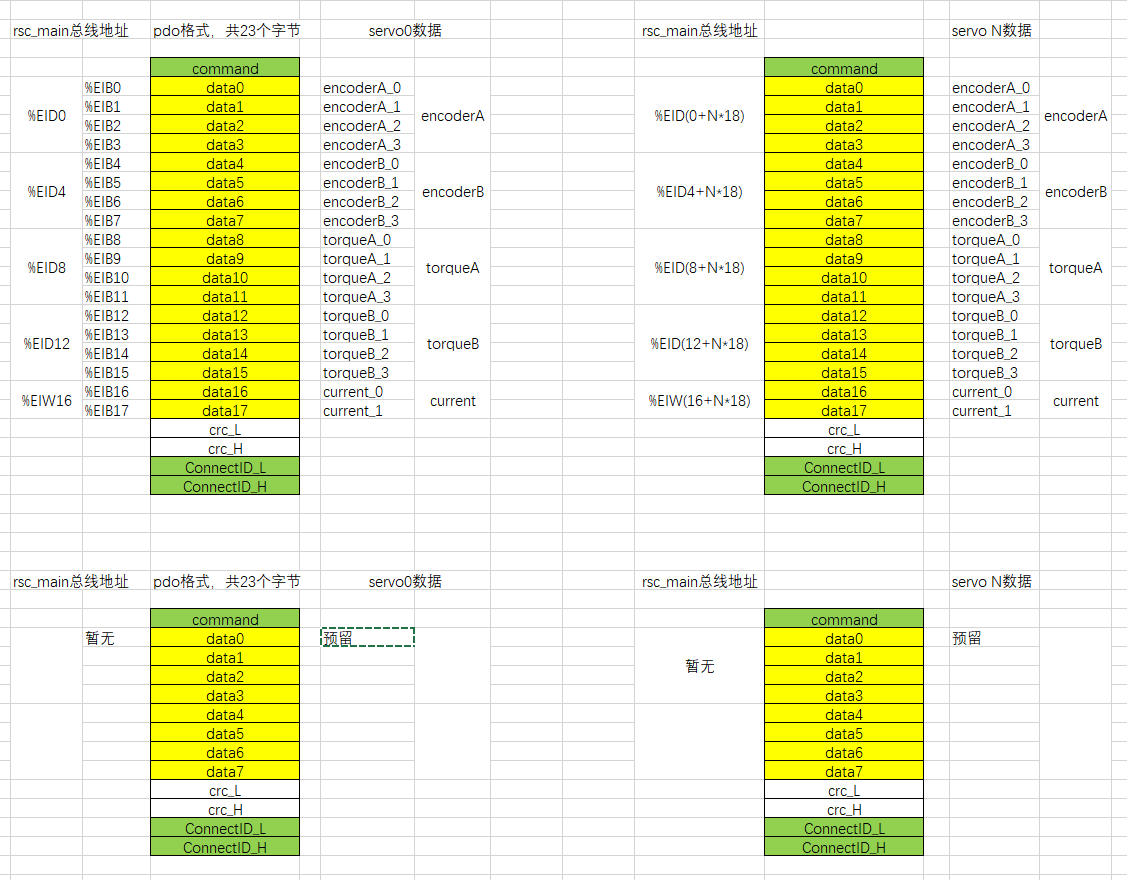 rsc_main总线地址 pdo格式，共23个字节 servo0数据 rsc_main总线地址 servo N数据
command command
%EIB0 data0 encoderA_0 data0 encoderA_0
%EID0 %EIB1 data1 encoderA_1 encoderA %EID(0+N*18) data1 encoderA_1 encoderA
%EIB2 data2 encoderA_2 data2 encoderA_2
%EIB3 data3 encoderA_3 data3 encoderA_3
%EIB4 data4 encoderB_0 data4 encoderB_0
%EID4 %EIB5 data5 encoderB_1 encoderB %EID4+N*18) data5 encoderB_1 encoderB
%EIB6 data6 encoderB_2 data6 encoderB_2
%EIB7 data7 encoderB_3 data7 encoderB_3
%EIB8 data8 torqueA_0 data8 torqueA_0
%EID8 %EIB9 data9 torqueA_1 torqueA %EID(8+N*18) data9 torqueA_1 torqueA
%EIB10 data10 torqueA_2 data10 torqueA_2
%EIB11 data11 torqueA_3 data11 torqueA_3
%EIB12 data12 torqueB_0 data12 torqueB_0
%EID12 %EIB13 data13 torqueB_1 torqueB %EID(12+N*18) data13 torqueB_1 torqueB
%EIB14 data14 torqueB_2 data14 torqueB_2
%EIB15 data15 torqueB_3 data15 torqueB_3
%EIW16 %EIB16 data16 current_0 current %EIW(16+N*18) data16 current_0 current
%EIB17 data17 current_1 data17 current_1
crc_L crc_L
crc_H crc_H
ConnectID_L ConnectID_L
ConnectID_H ConnectID_H
rsc_main总线地址 pdo格式，共23个字节 servo0数据 rsc_main总线地址 servo N数据
command command
暂无 data0 预留 data0 预留
data1 暂无 data1
data2 data2
data3 data3
data4 data4
data5 data5
data6 data6
data7 data7
crc_L crc_L
crc_H crc_H
ConnectID_L ConnectID_L
ConnectID_H ConnectID_H